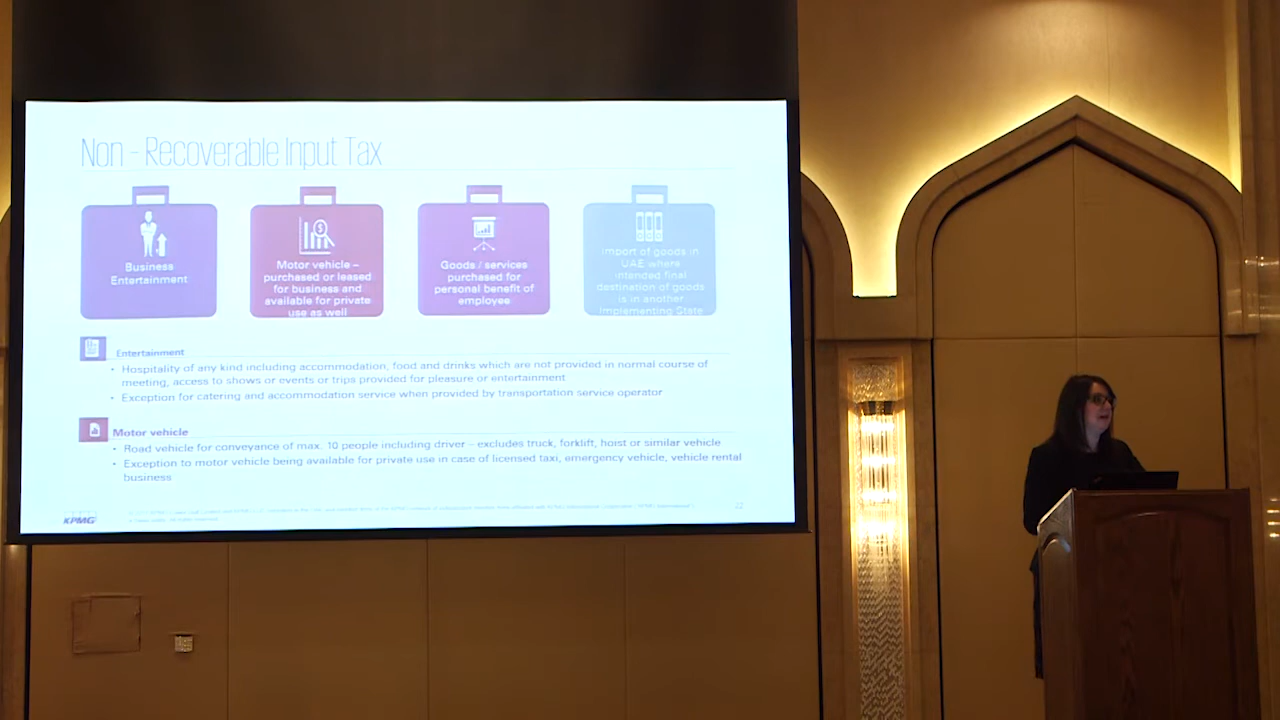 Non - Recoverable Input Tax
Business
Entertainment
Motor vehicle –
purchased or leased
for business and
available for private
use as well
Goods / services
purchased for
personal benefit of
employee
Import of goods in
UAE where
intended final
destination of goods
is in another
Implementing State
Entertainment
• Hospitality of any kind including accommodation, food and drinks which are not provided in normal course of
meeting, access to shows or events or trips provided for pleasure or entertainment
• Exception for catering and accommodation service when provided by transportation service operator
Motor vehicle
• Road vehicle for conveyance of max. 10 people including driver – excludes truck, forklift, hoist or similar vehicle
• Exception to motor vehicle being available for private use in case of licensed taxi, emergency vehicle, vehicle rental
business
KPMG
22